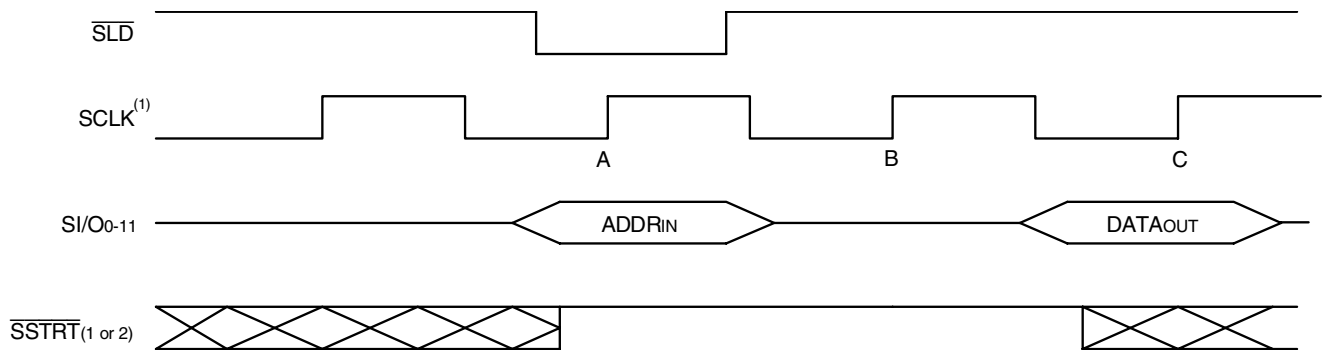 SLD
SCLK(1)
A B C
SI/O0-11 ADDRIN DATAOUT
SSTRT(1 or 2)